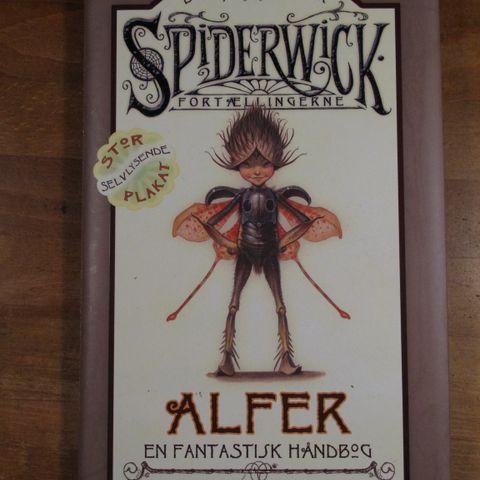 SPIDERWICK
FORTÆLLINGERNE
STOR
SELVLYSENDE
PLAKAT
ALFER
EN FANTASTISK HÅNDBOG